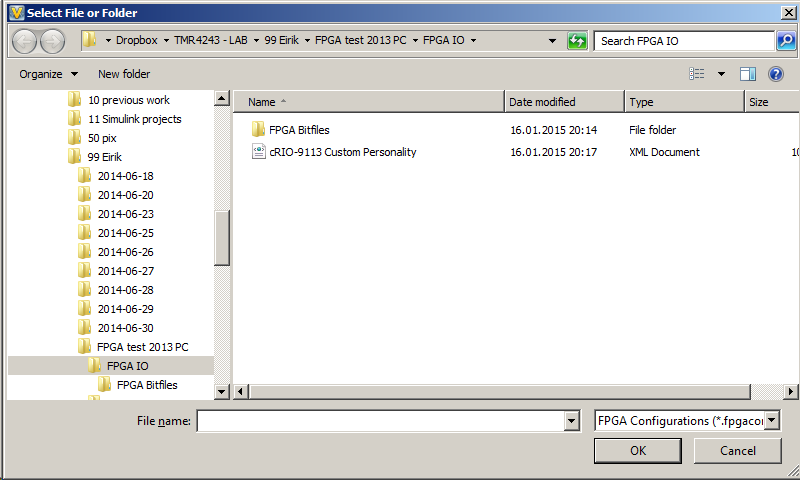 Select File or Folder
Dropbox ▸ TMR4243 - LAB ▸ 99 Eirik ▸ FPGA test 2013 PC ▸ FPGA IO ▸
Search FPGA IO
Organize New folder
10 previous work
11 Simulink projects
50 pix
99 Eirik
2014-06-18
2014-06-20
2014-06-23
2014-06-25
2014-06-26
2014-06-27
2014-06-28
2014-06-29
2014-06-30
FPGA test 2013 PC
FPGA IO
FPGA Bitfiles
Name Date modified Type Size
FPGA Bitfiles 16.01.2015 20:14 File folder
cRIO-9113 Custom Personality 16.01.2015 20:17 XML Document 10
File name: FPGA Configurations (*.fpgacon
OK Cancel